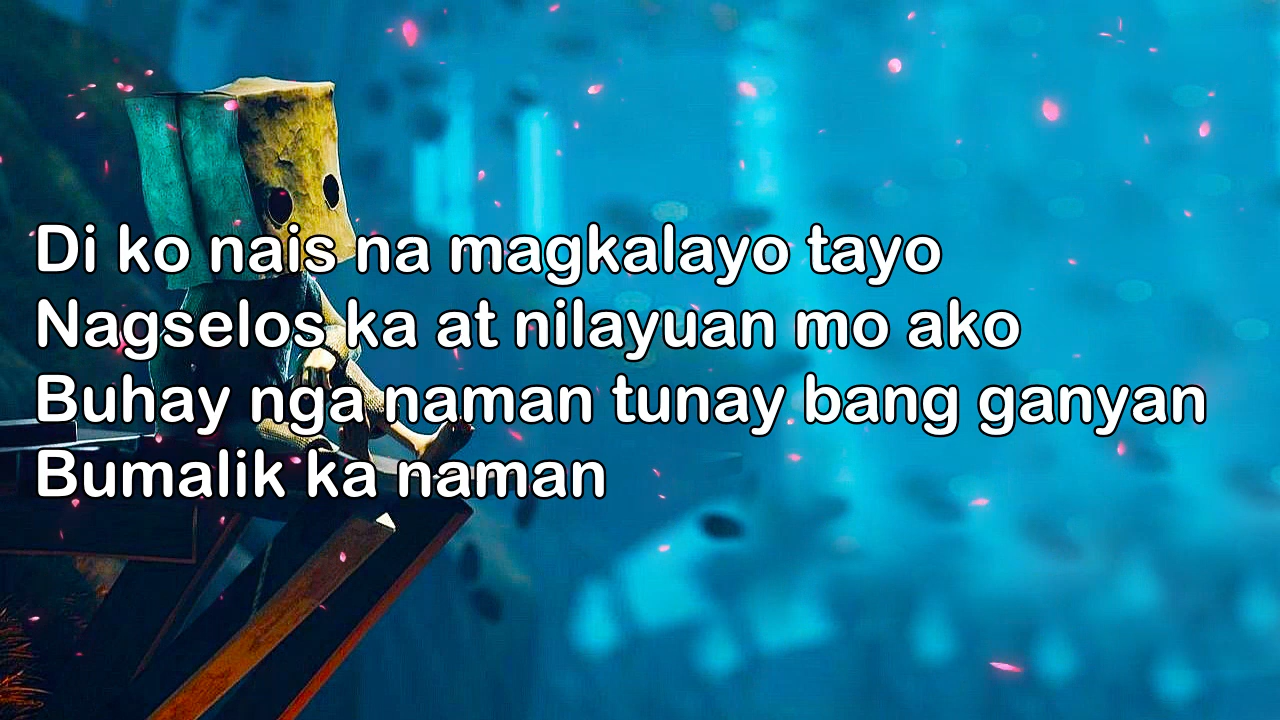 Di ko nais na magkalayo tayo
Nagselos ka at nilayuan mo ako
Buhay nga naman tunay bang ganyan
Bumalik ka naman